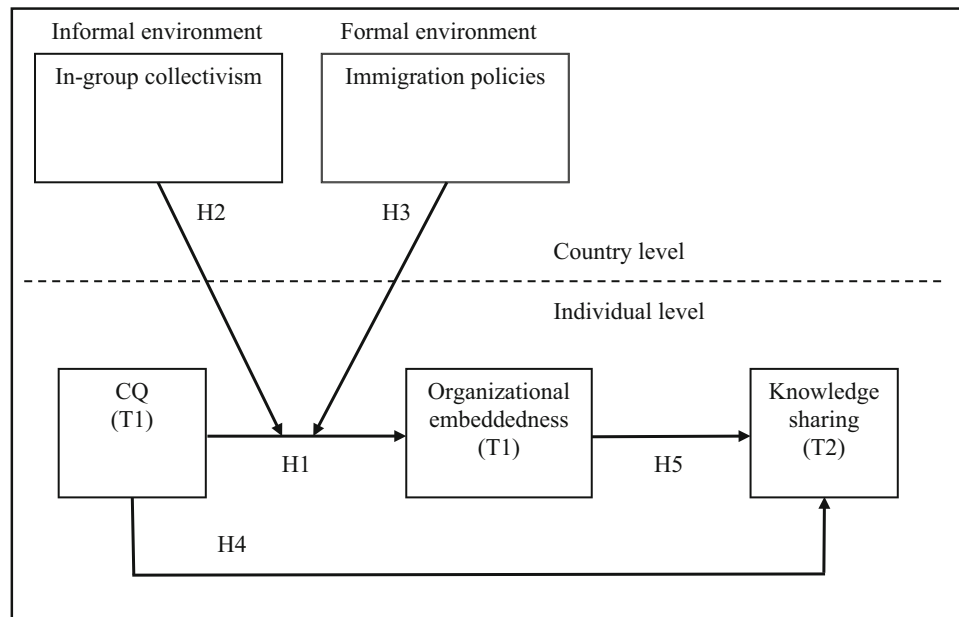 Informal environment
Formal environment
In-group collectivism
Immigration policies
H2
H3
Country level
Individual level
CQ
(T1)
Organizational
embeddedness
(T1)
Knowledge
sharing
(T2)
H1
H5
H4